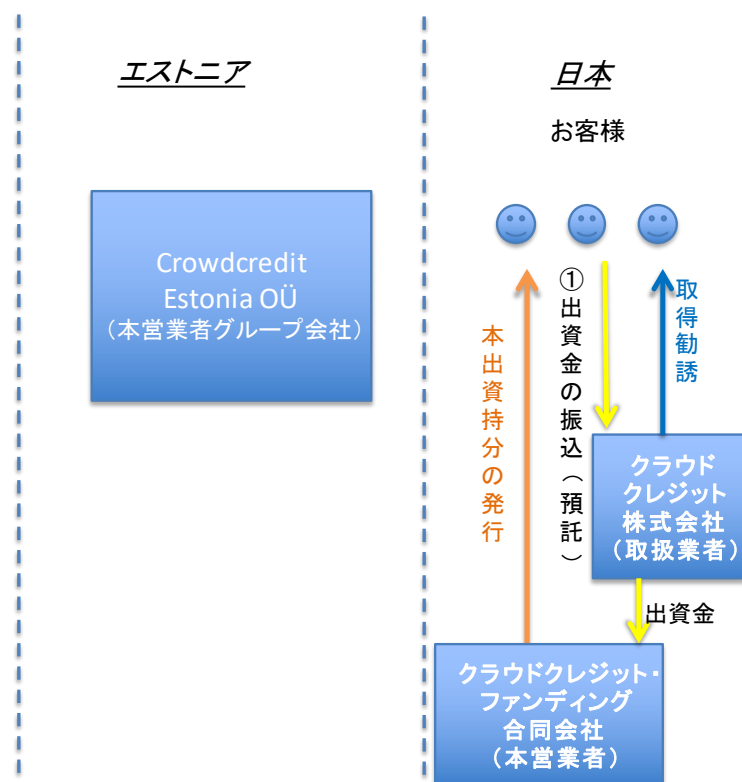 エストニア
日本
お客様
Crowdcredit
Estonia OÜ
（本営業者グループ会社）
本出資持分の発行
①出資金の振込（預託）
取得勧誘
クラウド
クレジット
株式会社
（取扱業者）
出資金
クラウドクレジット・
ファンディング
合同会社
（本営業者）